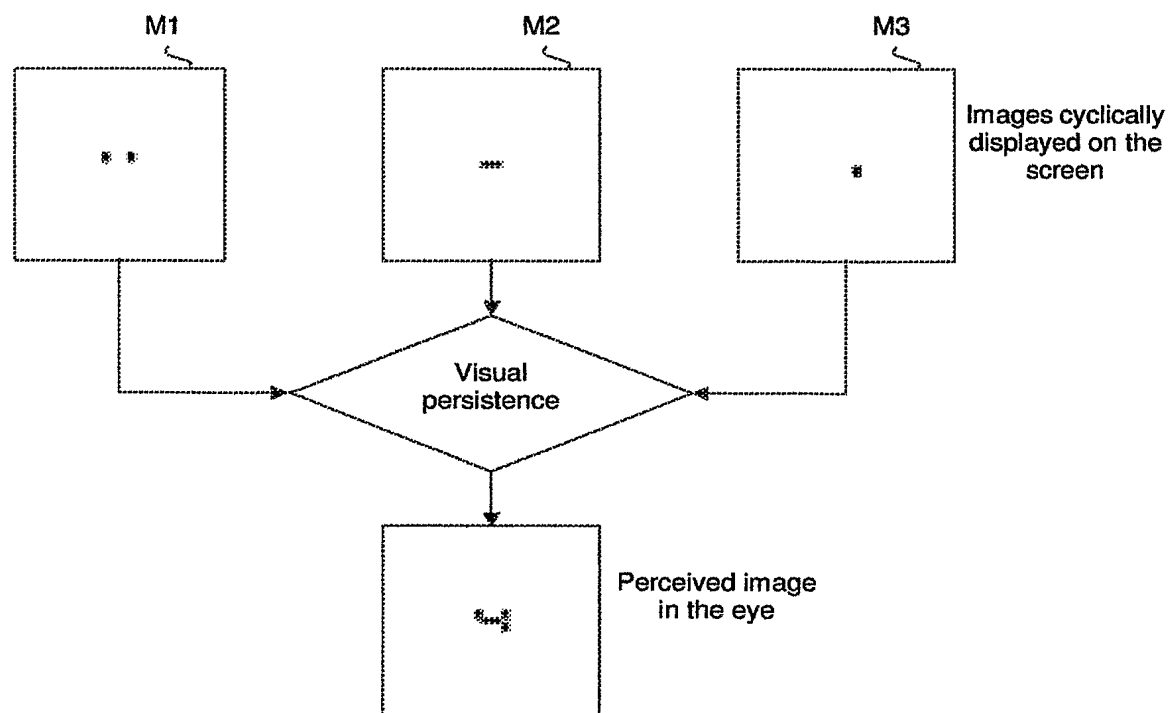 M1
M2
M3
Images cyclically
displayed on the
screen
Visual
persistence
Perceived image
in the eye